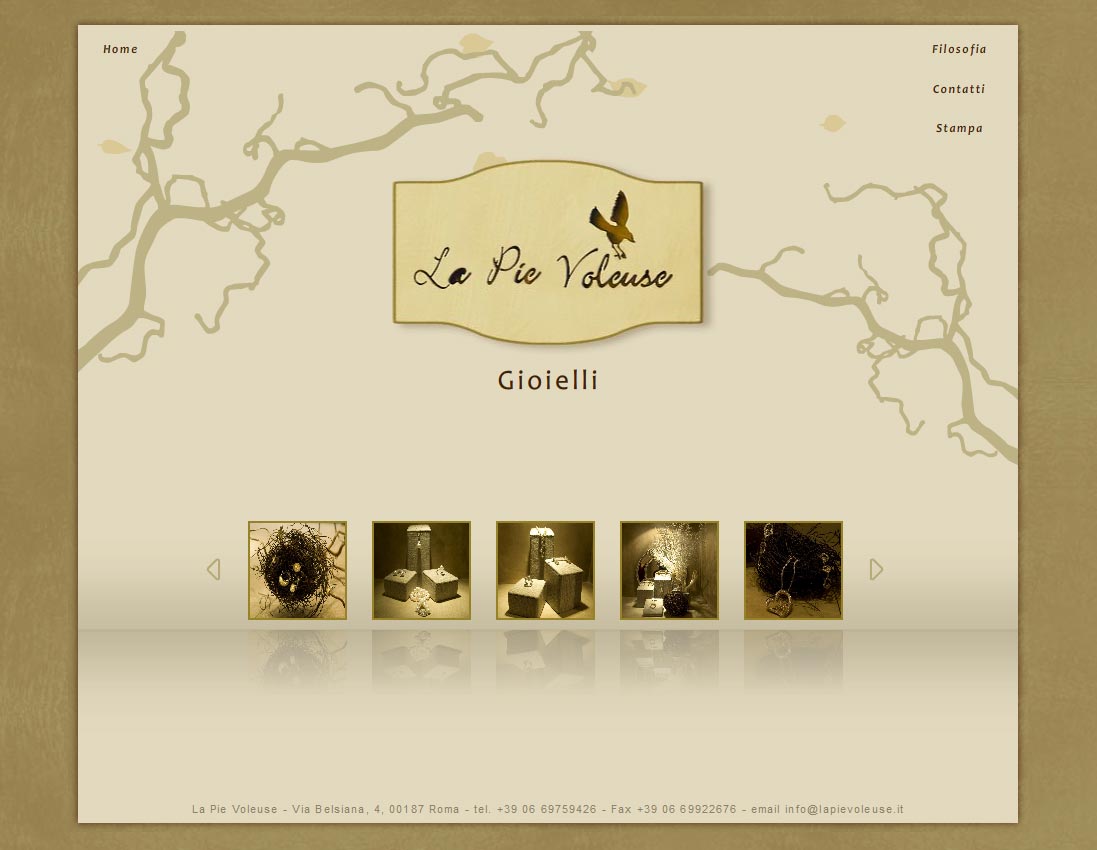 Home
Filosofia
Contatti
Stampa
La Pie Voleuse
Gioielli
La Pie Voleuse - Via Belsiana, 4, 00187 Roma - tel. +39 06 69759426 - Fax +39 06 69922676 - email info@lapievoleuse.it